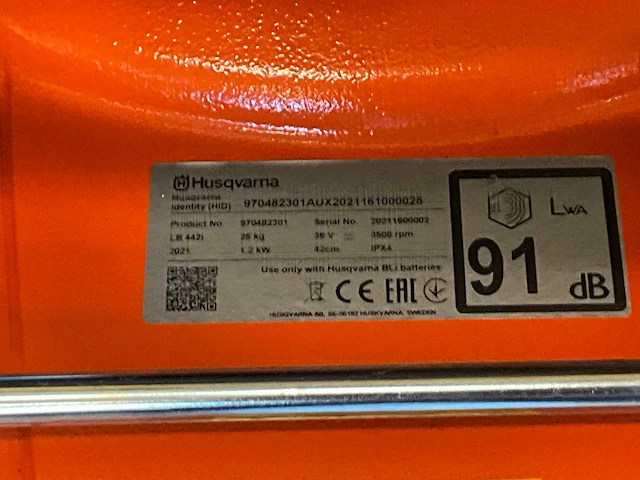 Husqvarna
Husqvarna
Identity (HID) 970482301AUX2021161000028
Product No 970482301 Serial No. 20211600002
LB 442i 26 kg 36 V 3500 rpm
2021 1.2 kW 42cm IPX4
Use only with Husqvarna BLi batteries
CE EAC
HUSQVARNA AB, SE-56182 HUSKVARNA, SWEDEN
LWA
91
dB